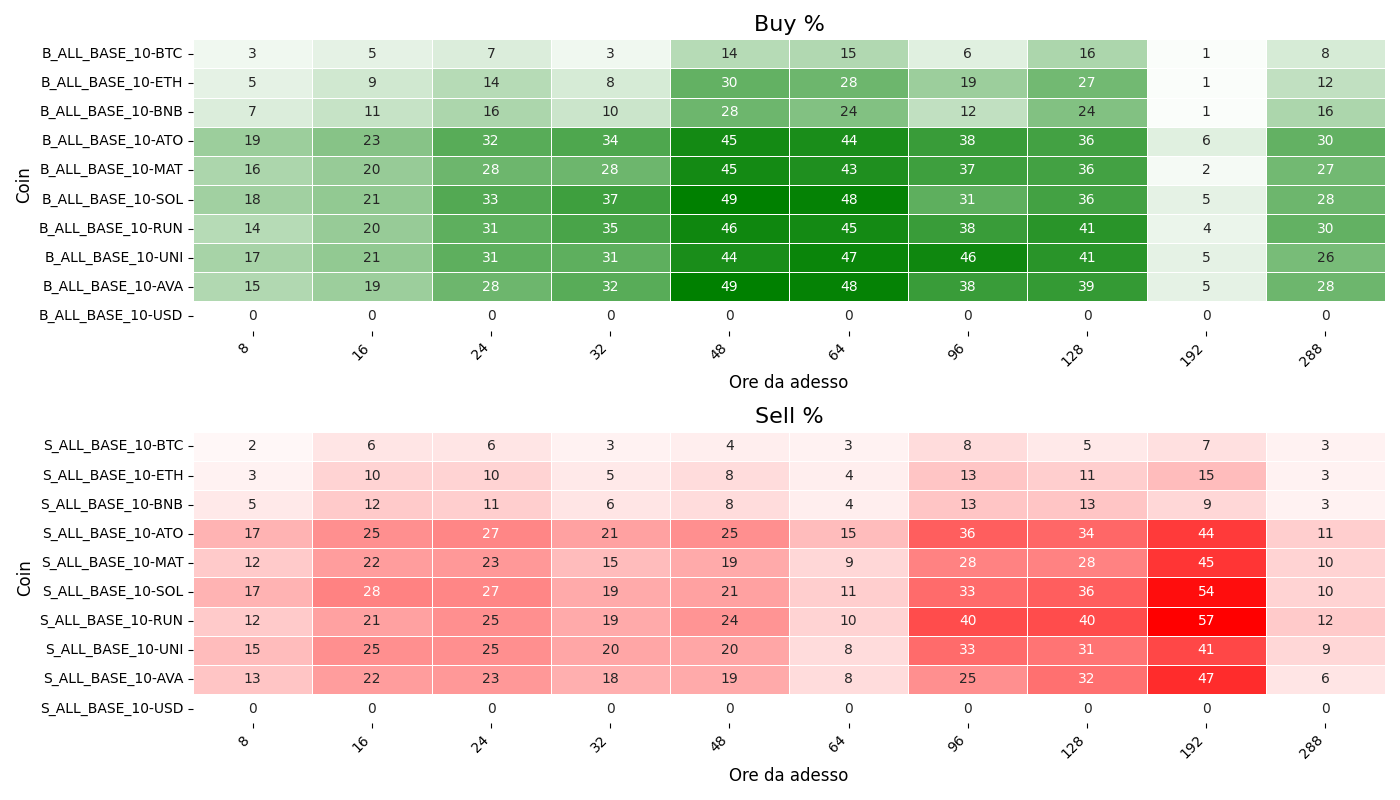 Buy %
B_ALL_BASE_10-BTC 3 5 7 3 14 15 6 16 1 8
B_ALL_BASE_10-ETH 5 9 14 8 30 28 19 27 1 12
B_ALL_BASE_10-BNB 7 11 16 10 28 24 12 24 1 16
B_ALL_BASE_10-ATO 19 23 32 34 45 44 38 36 6 30
B_ALL_BASE_10-MAT 16 20 28 28 45 43 37 36 2 27
B_ALL_BASE_10-SOL 18 21 33 37 49 48 31 36 5 28
B_ALL_BASE_10-RUN 14 20 31 35 46 45 38 41 4 30
B_ALL_BASE_10-UNI 17 21 31 31 44 47 46 41 5 26
B_ALL_BASE_10-AVA 15 19 28 32 49 48 38 39 5 28
B_ALL_BASE_10-USD 0 0 0 0 0 0 0 0 0 0
Coin
8 16 24 32 48 64 96 128 192 288
Ore da adesso
Sell %
S_ALL_BASE_10-BTC 2 6 6 3 4 3 8 5 7 3
S_ALL_BASE_10-ETH 3 10 10 5 8 4 13 11 15 3
S_ALL_BASE_10-BNB 5 12 11 6 8 4 13 13 9 3
S_ALL_BASE_10-ATO 17 25 27 21 25 15 36 34 44 11
S_ALL_BASE_10-MAT 12 22 23 15 19 9 28 28 45 10
S_ALL_BASE_10-SOL 17 28 27 19 21 11 33 36 54 10
S_ALL_BASE_10-RUN 12 21 25 19 24 10 40 40 57 12
S_ALL_BASE_10-UNI 15 25 25 20 20 8 33 31 41 9
S_ALL_BASE_10-AVA 13 22 23 18 19 8 25 32 47 6
S_ALL_BASE_10-USD 0 0 0 0 0 0 0 0 0 0
Coin
8 16 24 32 48 64 96 128 192 288
Ore da adesso